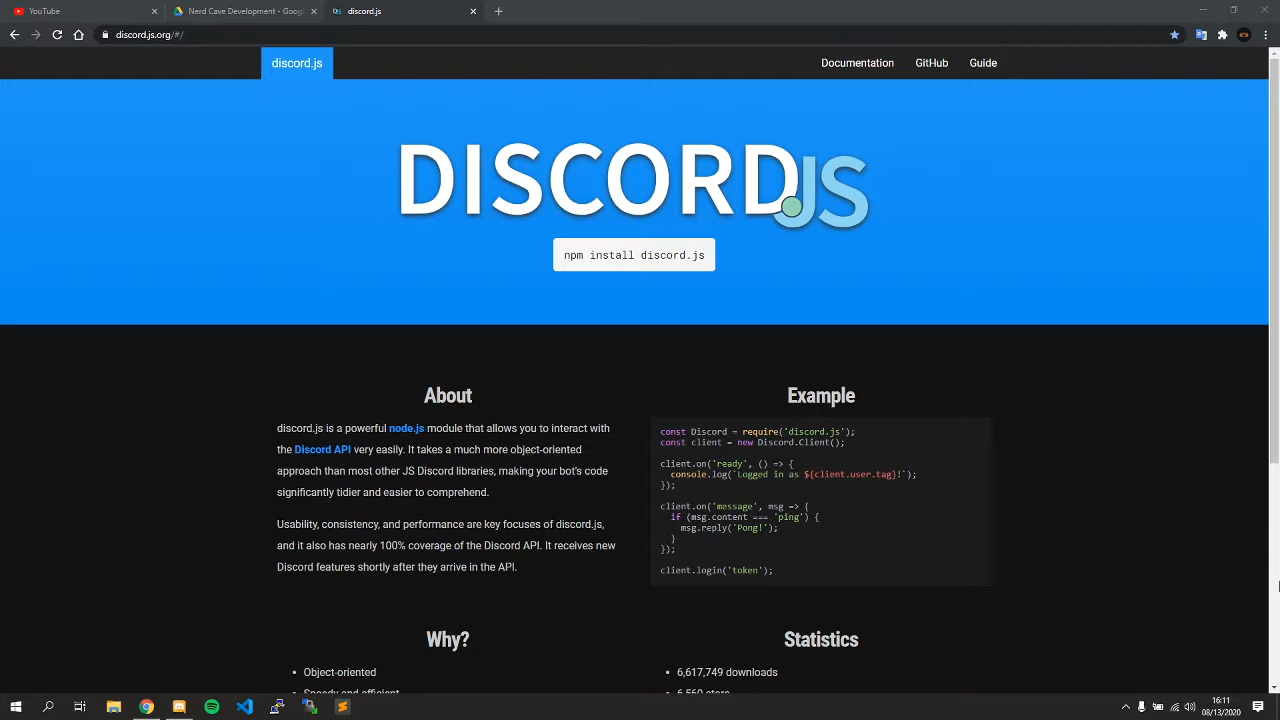 YouTube
Nerd Cave Development - Goog
discord.js
discord.js.org/#/
discord.js
Documentation
GitHub
Guide
DISCORD.JS
npm install discord.js
About
discord.js is a powerful node.js module that allows you to interact with
the Discord API very easily. It takes a much more object-oriented
approach than most other JS Discord libraries, making your bot's code
significantly tidier and easier to comprehend.
Usability, consistency, and performance are key focuses of discord.js,
and it also has nearly 100% coverage of the Discord API. It receives new
Discord features shortly after they arrive in the API.
Example
const Discord = require('discord.js');
const client = new Discord.Client();
client.on('ready', () => {
  console.log(`Logged in as ${client.user.tag}!`);
});
client.on('message', msg => {
  if (msg.content === 'ping') {
    msg.reply('Pong!');
  }
});
client.login('token');
Why?
• Object-oriented
• Speedy and efficient
Statistics
• 6,617,749 downloads
• 6,560 stars
16:11
08/13/2020